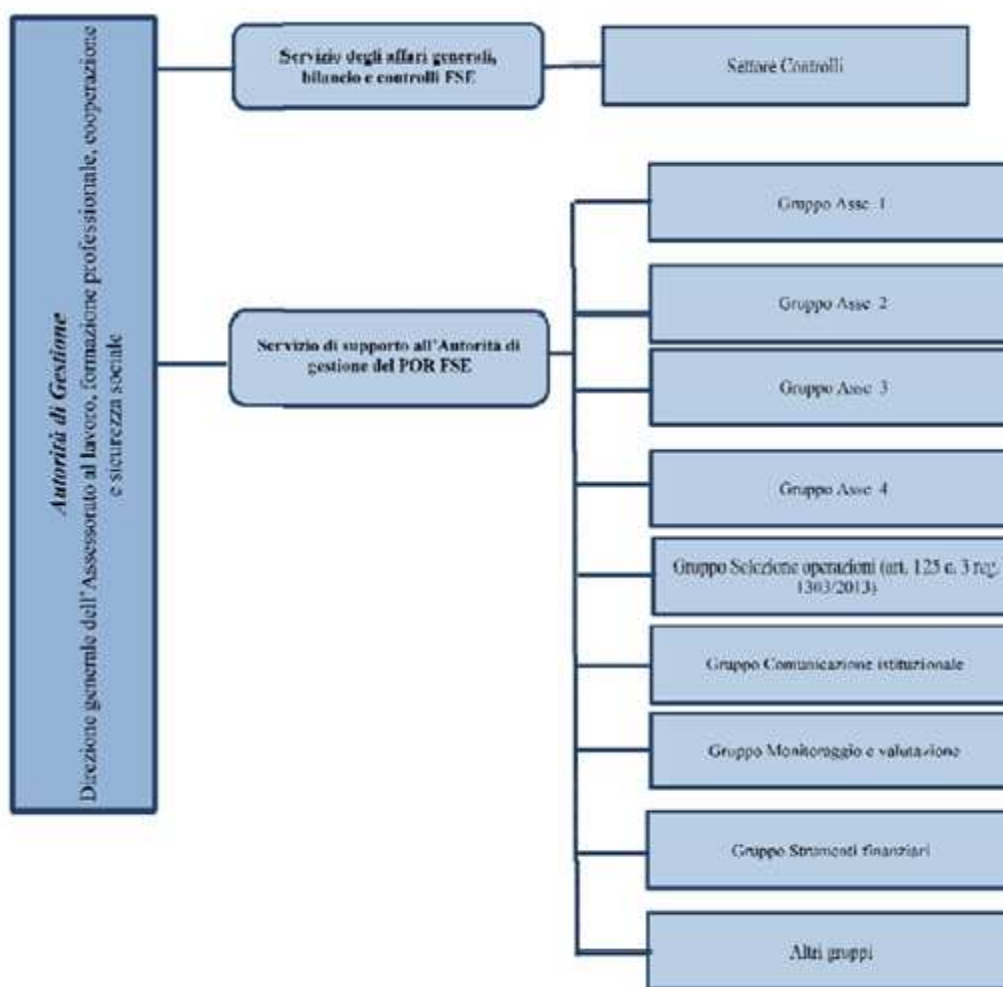 Autorità di Gestione
Direzione generale dell'Assessorato al lavoro, formazione professionale, cooperazione
e sicurezza sociale
Servizio degli affari generali,
bilancio e controlli FSE
Settore Controlli
Servizio di supporto all'Autorità di
gestione del POR FSE
Gruppo Asse 1
Gruppo Asse 2
Gruppo Asse 3
Gruppo Asse 4
Gruppo Selezione operazioni (art. 125 c. 3 reg.
1303/2013)
Gruppo Comunicazione istituzionale
Gruppo Monitoraggio e valutazione
Gruppo Strumenti finanziari
Altri gruppi